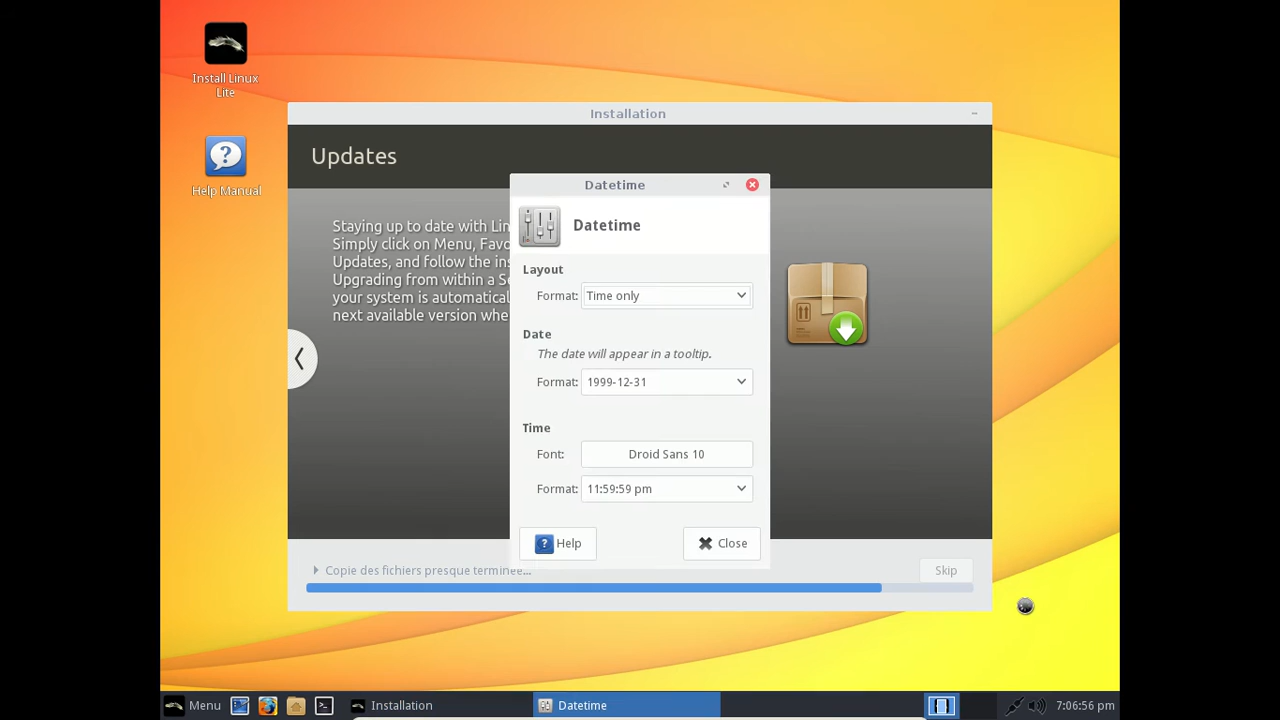 Install Linux
Lite
Help Manual
Installation
Updates
Staying up to date with Lin
Simply click on Menu, Favo
Updates, and follow the ins
Upgrading from within a Se
your system is automatical
next available version whe
Datetime
Datetime
Layout
Format: Time only
Date
The date will appear in a tooltip.
Format: 1999-12-31
Time
Font: Droid Sans 10
Format: 11:59:59 pm
Help Close
Copie des fichiers presque terminée...
Skip
Menu Installation Datetime 7:06:56 pm